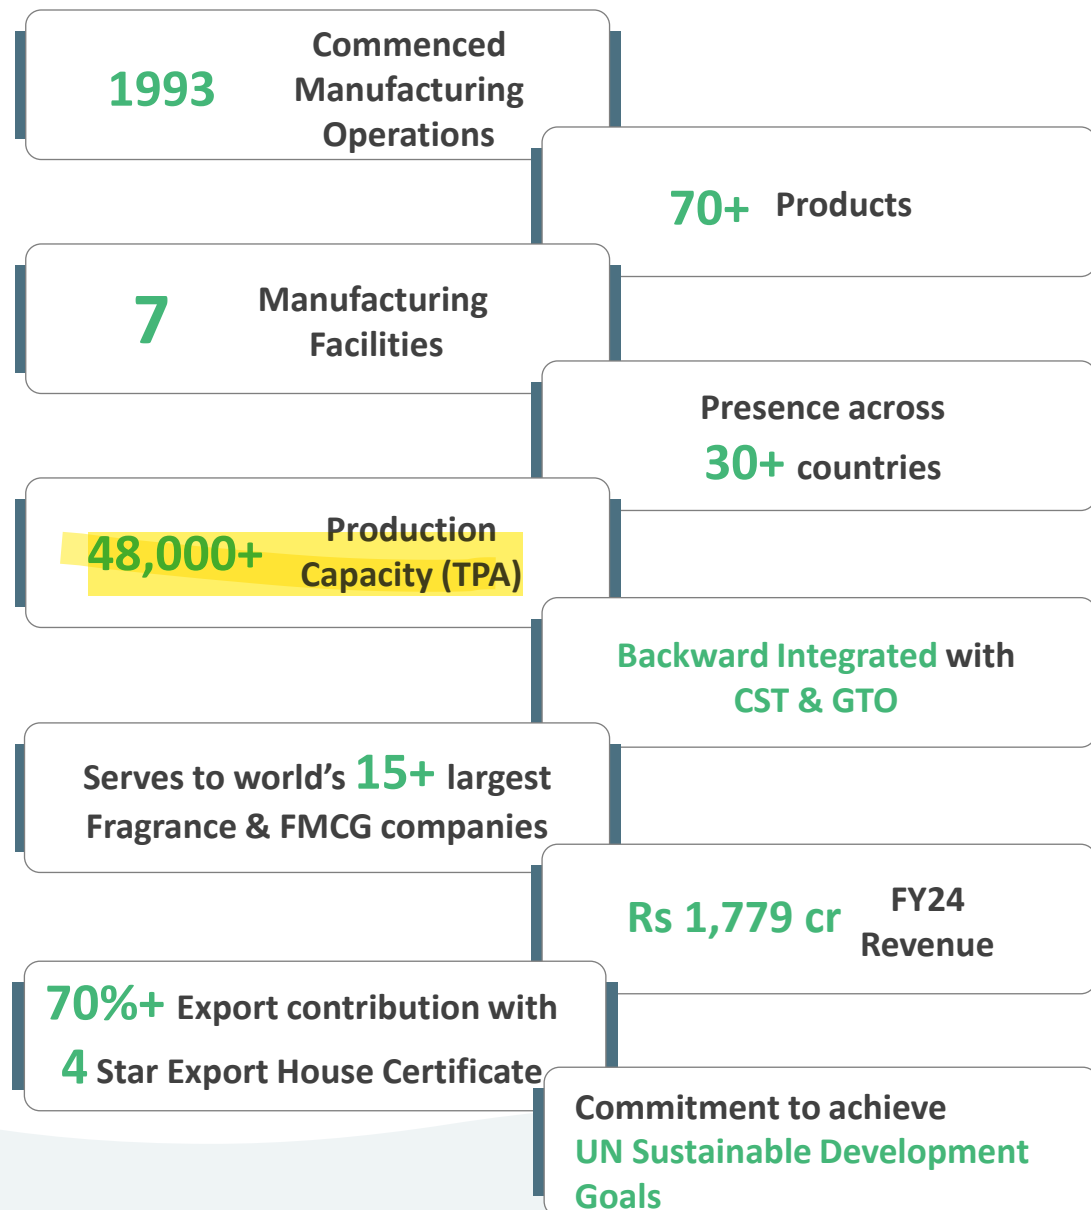 1993
Commenced
Manufacturing
Operations
70+ Products
7
Manufacturing
Facilities
Presence across
30+ countries
48,000+
Production
Capacity (TPA)
Backward Integrated with
CST & GTO
Serves to world’s 15+ largest
Fragrance & FMCG companies
Rs 1,779 cr
FY24
Revenue
70%+ Export contribution with
4 Star Export House Certificate
Commitment to achieve
UN Sustainable Development
Goals